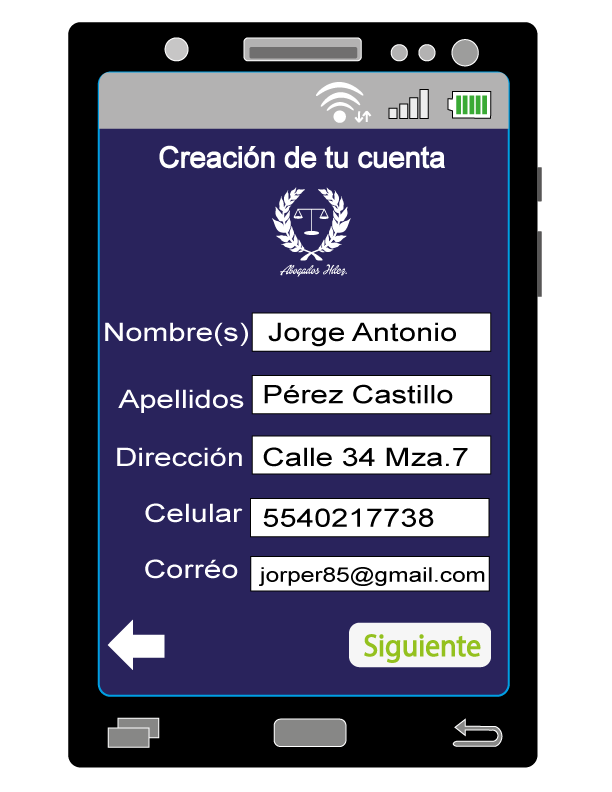 Creación de tu cuenta
Abogados Hilez.
Nombre(s) Jorge Antonio
Apellidos Pérez Castillo
Dirección Calle 34 Mza.7
Celular 5540217738
Corréo jorper85@gmail.com
Siguiente